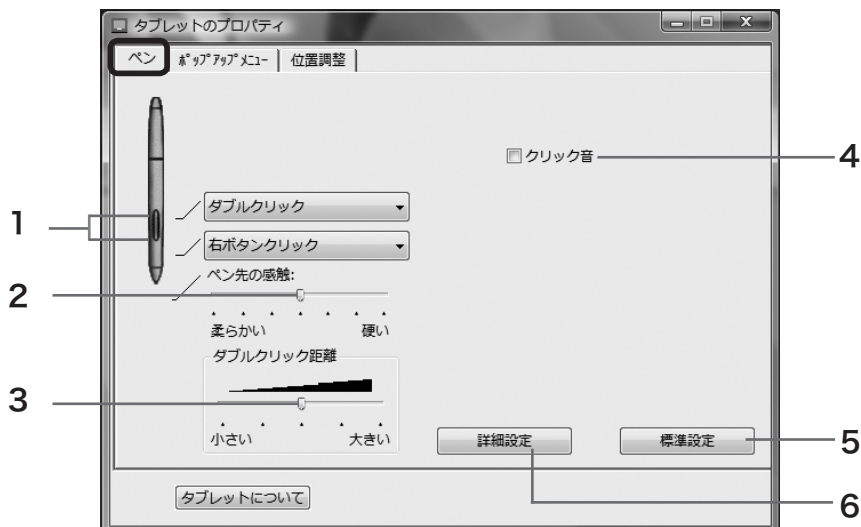 タブレットのプロパティ
ペン ﾎﾟｯﾌﾟｱｯﾌﾟﾒﾆｭｰ 位置調整
クリック音 4
1 ダブルクリック
右ボタンクリック
2 ペン先の感触:
柔らかい 硬い
ダブルクリック距離
3
小さい 大きい
詳細設定 標準設定 5
タブレットについて 6